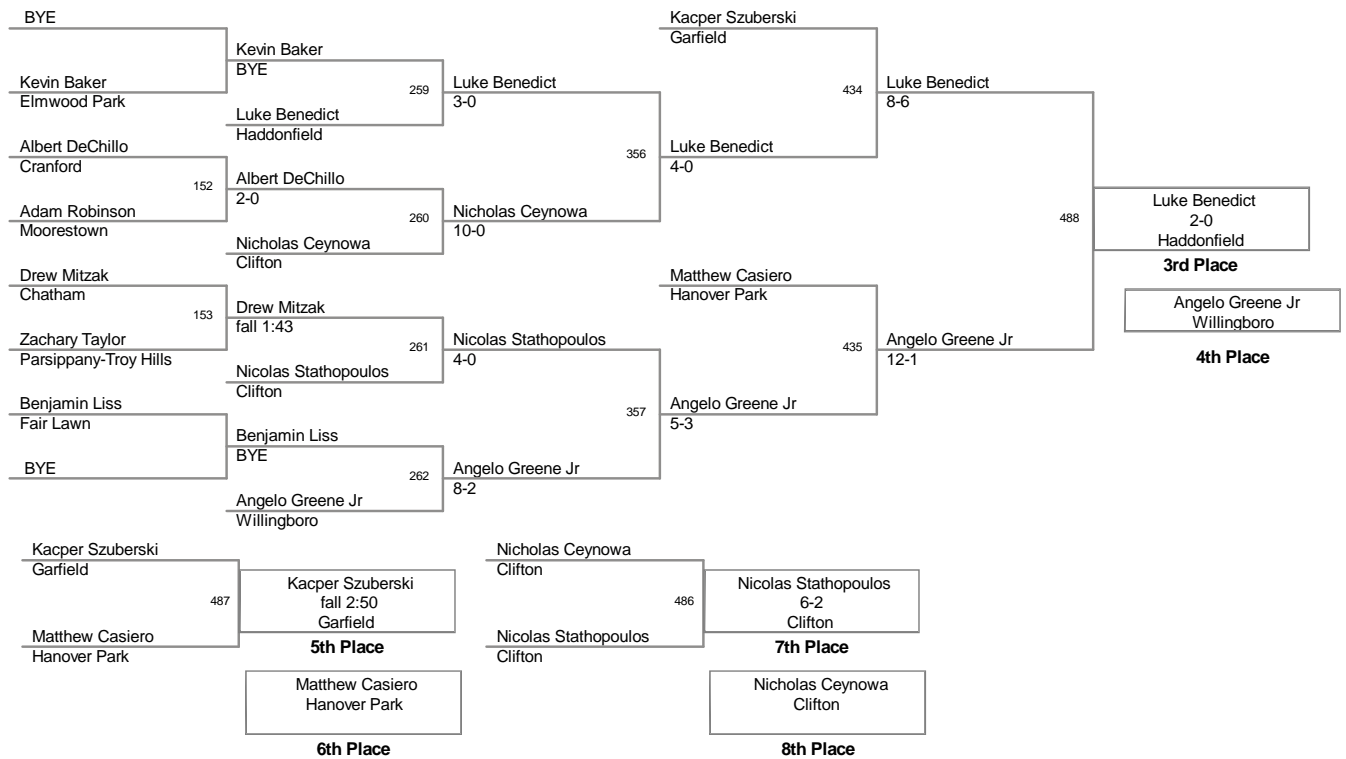 BYE
Kevin Baker
Elmwood Park
Albert DeChillo
Cranford
152
Adam Robinson
Moorestown
Drew Mitzak
Chatham
153
Zachary Taylor
Parsippany-Troy Hills
Benjamin Liss
Fair Lawn
BYE
Kevin Baker
BYE
259
Luke Benedict
Haddonfield
Albert DeChillo
2-0
260
Nicholas Ceynowa
Clifton
Drew Mitzak
fall 1:43
261
Nicolas Stathopoulos
Clifton
Benjamin Liss
BYE
262
Angelo Greene Jr
Willingboro
Luke Benedict
3-0
356
Nicholas Ceynowa
10-0
Nicolas Stathopoulos
4-0
357
Angelo Greene Jr
8-2
Kacper Szuberski
Garfield
434
Luke Benedict
4-0
Matthew Casiero
Hanover Park
435
Angelo Greene Jr
5-3
Luke Benedict
8-6
488
Angelo Greene Jr
12-1
Luke Benedict
2-0
Haddonfield
3rd Place
Angelo Greene Jr
Willingboro
4th Place
Kacper Szuberski
Garfield
487
Matthew Casiero
Hanover Park
Kacper Szuberski
fall 2:50
Garfield
5th Place
Matthew Casiero
Hanover Park
6th Place
Nicholas Ceynowa
Clifton
486
Nicolas Stathopoulos
Clifton
Nicolas Stathopoulos
6-2
Clifton
7th Place
Nicholas Ceynowa
Clifton
8th Place